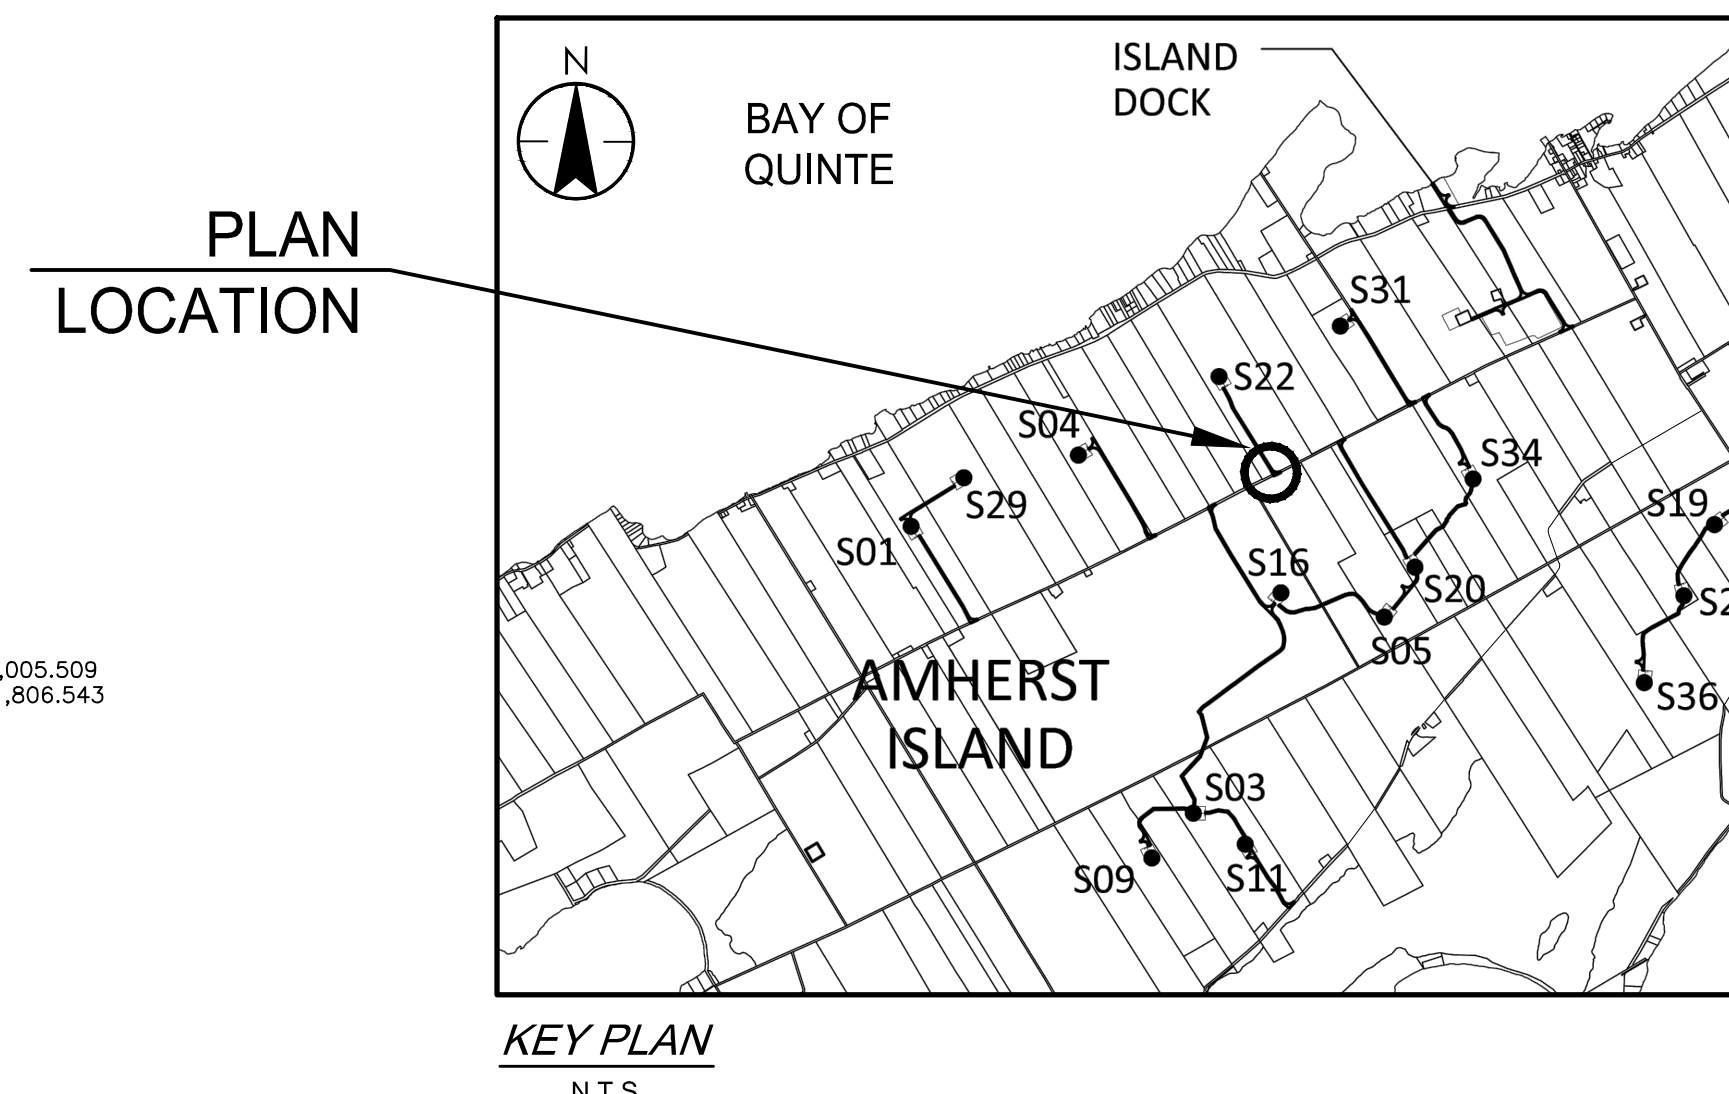 N
BAY OF
QUINTE
ISLAND
DOCK
PLAN
LOCATION
S31
S22
S04
S34
S29
S19
S01
S16
S20
S05
,005.509
,806.543
AMHERST
ISLAND
S36
S03
S09
S11
KEY PLAN
N.T.S.